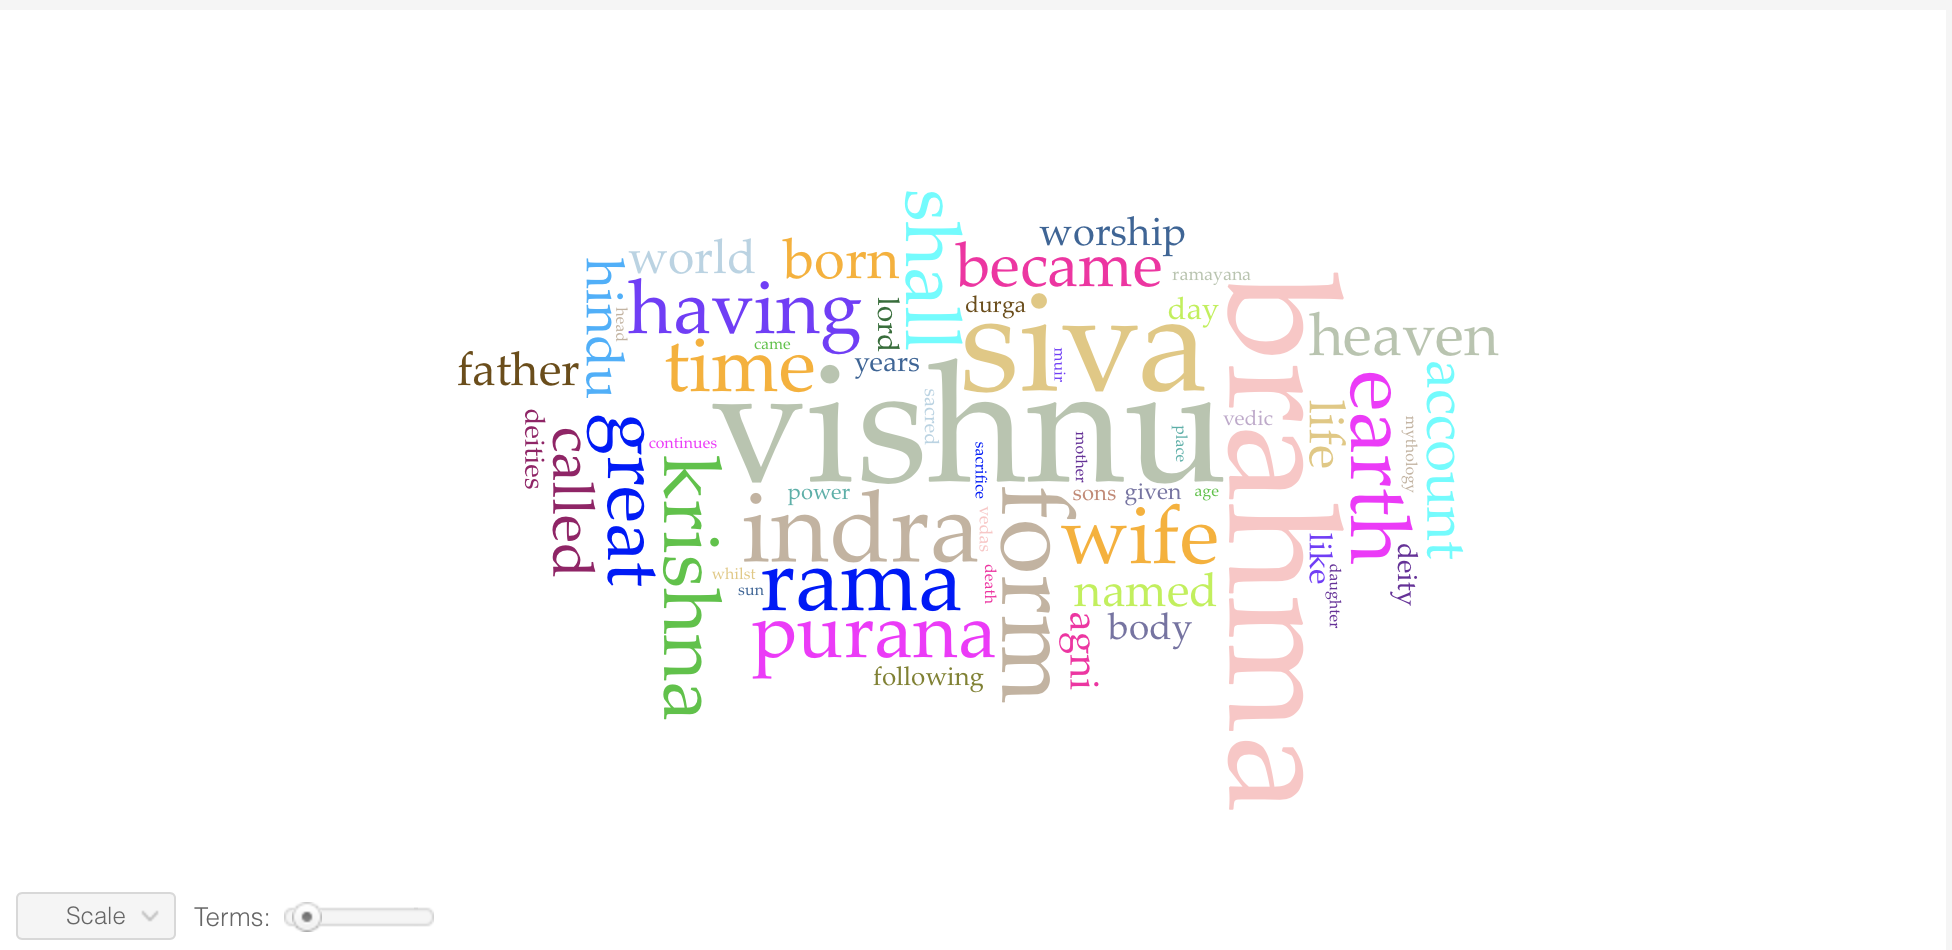 shall
worship
world
born
became
hindu
ramayana
head
having
lord
durga
siva
day
brahma
heaven
came
time
years
muir
father
vishnu
sacred
account
earth
life
vedic
deities
called
great
continues
krishna
sacrifice
mother
place
mythology
power
indra
vedas
form
sons
given
age
wife
like
deity
daughter
whilst
sun
rama
death
named
purana
agni
body
following
Scale
Terms: